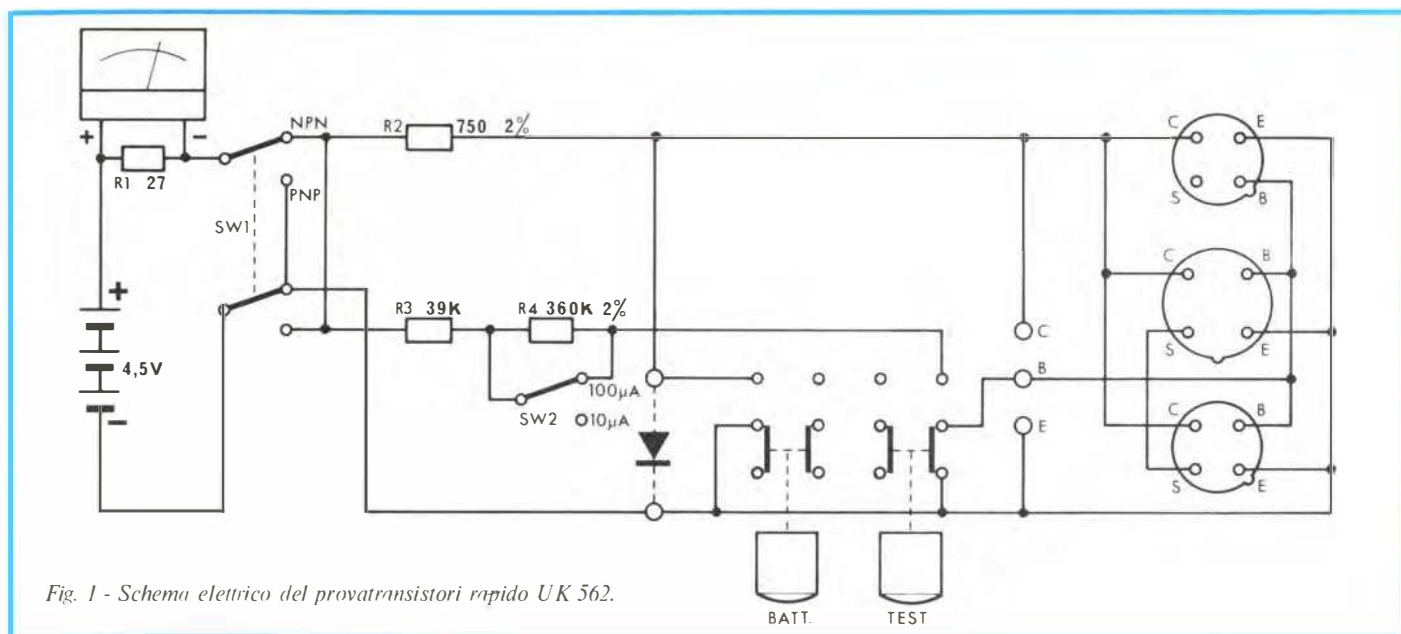 +
−
R1 27
NPN
PNP
SW1
R2 750 2%
+
4,5V
−
R3 39K
R4 360K 2%
100µA
SW2 10µA
C
B
E
C E
S B
C B
S E
C B
S E
BATT. TEST
Fig. 1 - Schema elettrico del provatransistori rapido UK 562.